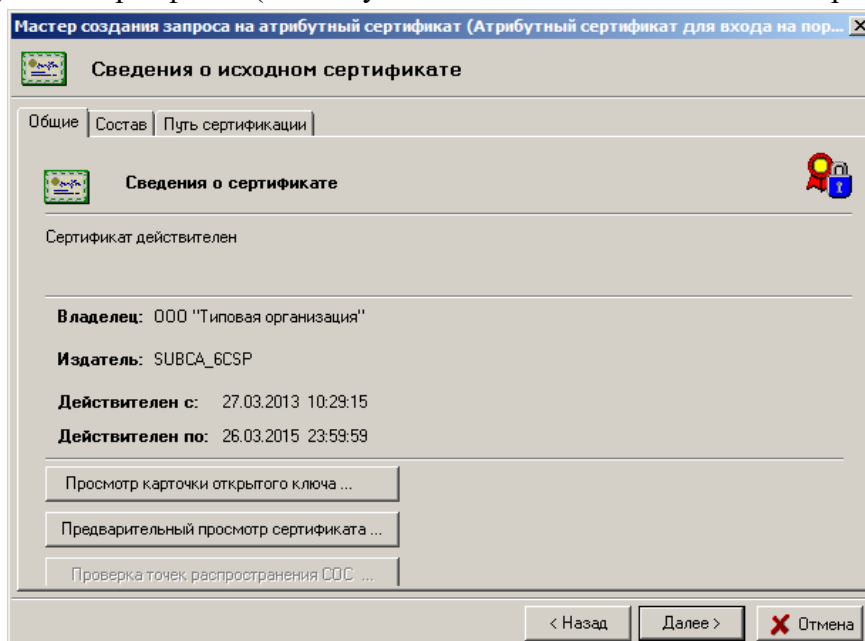 Мастер создания запроса на атрибутный сертификат (Атрибутный сертификат для входа на пор...
Сведения о исходном сертификате
Общие Состав Путь сертификации
Сведения о сертификате
Сертификат действителен
Владелец: ООО "Типовая организация"
Издатель: SUBCA_6CSP
Действителен с: 27.03.2013 10:29:15
Действителен по: 26.03.2015 23:59:59
Просмотр карточки открытого ключа ...
Предварительный просмотр сертификата ...
Проверка точек распространения СОС ...
< Назад Далее > Отмена